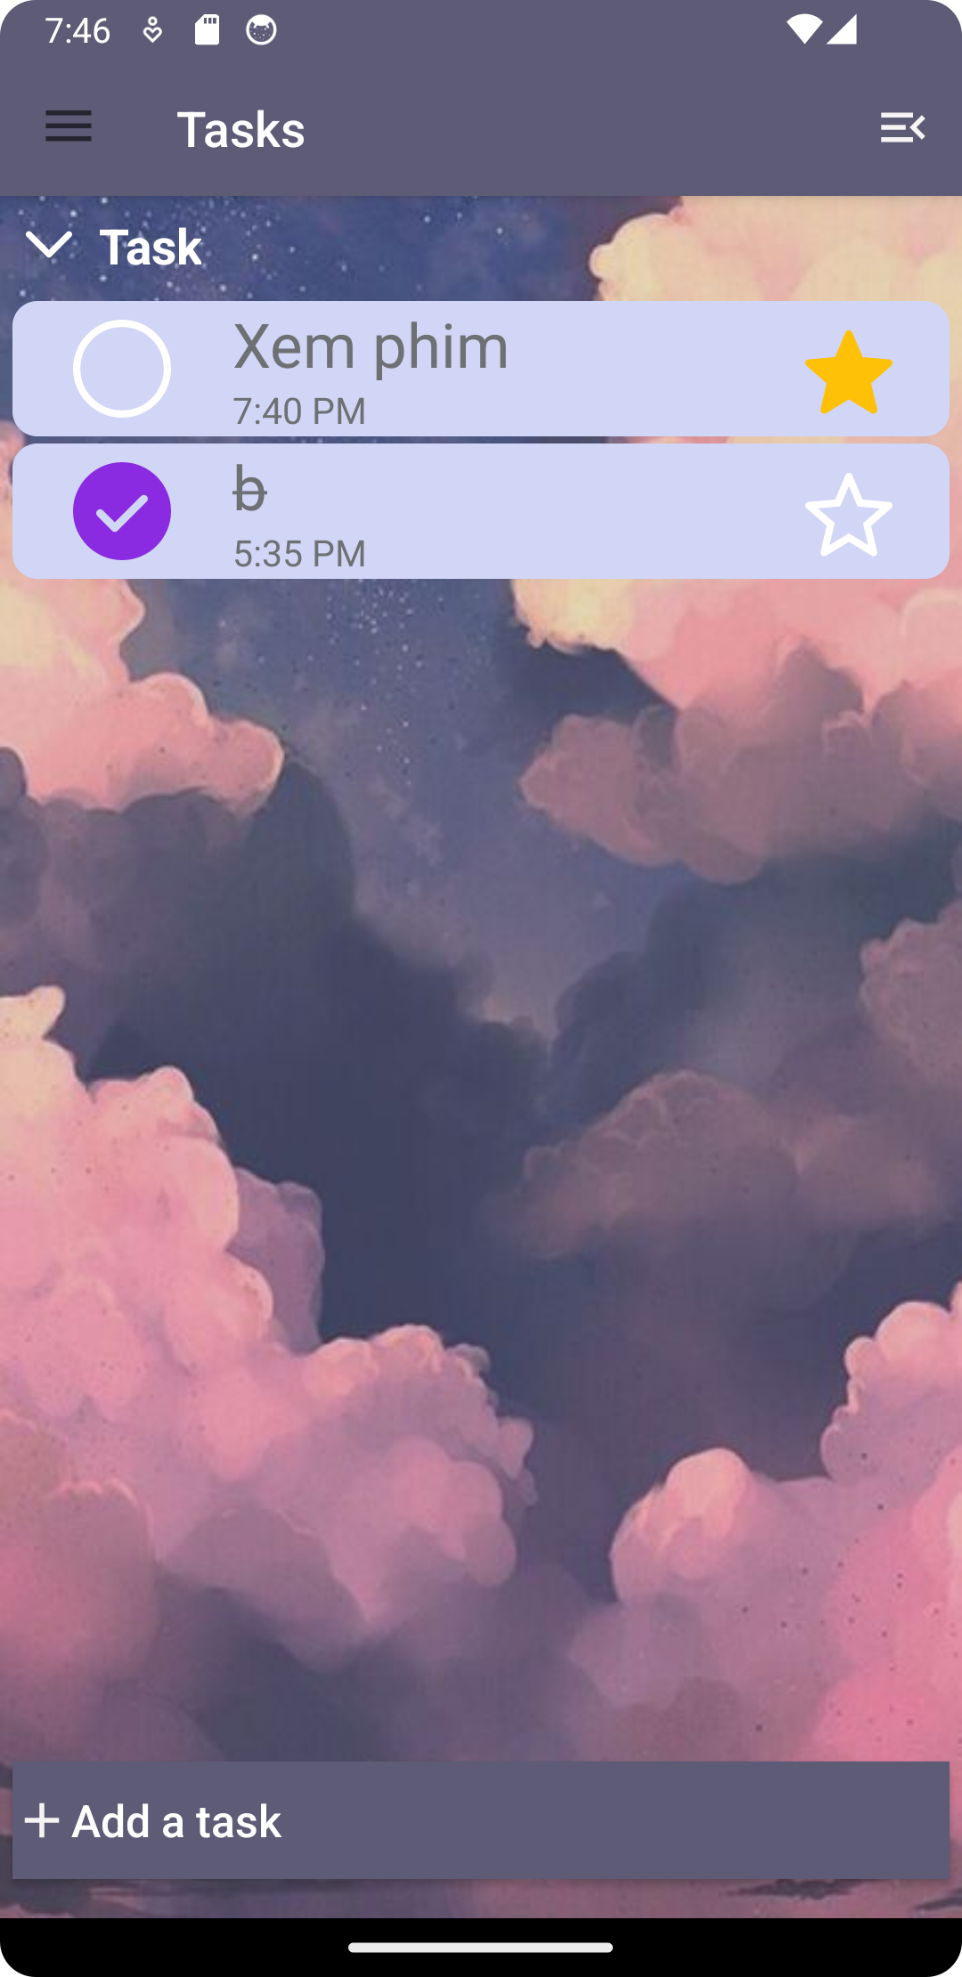 7:46
Tasks
Task
Xem phim
7:40 PM
b
5:35 PM
Add a task